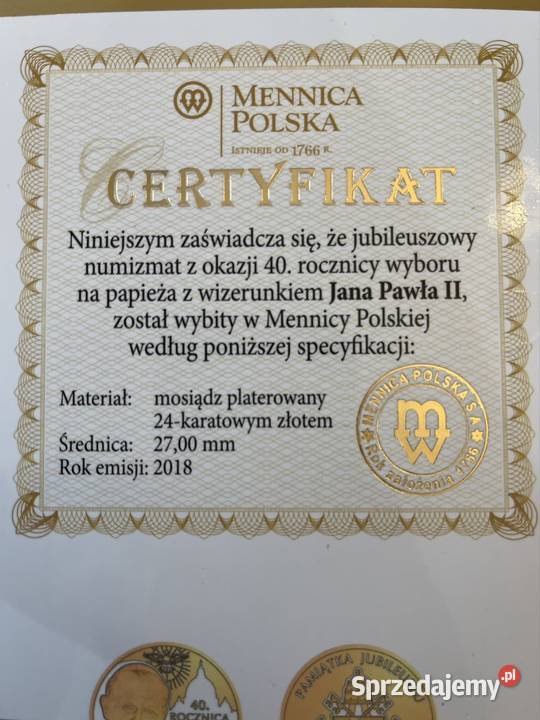 MENNICA
POLSKA
ISTNIEJE OD 1766 R.
CERTYFIKAT
Niniejszym zaświadcza się, że jubileuszowy
numizmat z okazji 40. rocznicy wyboru
na papieża z wizerunkiem Jana Pawła II,
został wybity w Mennicy Polskiej
według poniższej specyfikacji:
Materiał: mosiądz platerowany
24-karatowym złotem
Średnica: 27,00 mm
Rok emisji: 2018
MENNICA POLSKA S.A.
Rok założenia 1766
40.
ROCZNICA
PAMIĄTKA JUBILEU
Sprzedajemy.pl